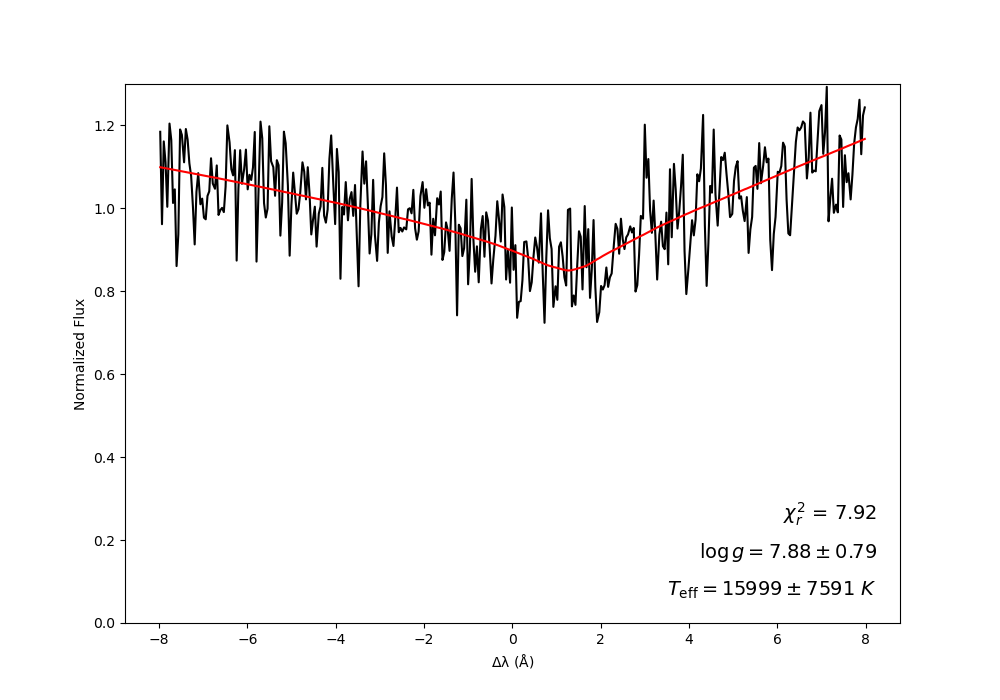 1.2
1.0
0.8
0.6
0.4
0.2
0.0
Normalized Flux
χ²ᵣ = 7.92
log g = 7.88 ± 0.79
T_eff = 15999 ± 7591 K
−8 −6 −4 −2 0 2 4 6 8
Δλ (Å)